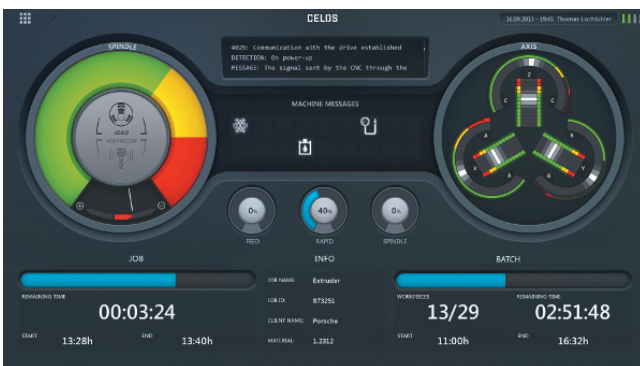 CELOS
16.09.2013 - 19:45 Thomas Lochbihler
SPINDLE
4029: Communication with the drive established
DETECTION: On power-up
MESSAGE: The signal sent by the CNC through the
AXIS
MACHINE MESSAGES
LOAD
VIBRATION
Z
C
C
A
X
B
B
Y
A
0%
40%
0%
FEED
RAPID
SPINDLE
JOB
INFO
BATCH
REMAINING TIME
00:03:24
START
13:28h
END
13:40h
JOB NAME:
Extruder
JOB ID:
873251
CLIENT NAME:
Porsche
MATERIAL
1.2312
WORKPIECES
13/29
REMAINING TIME
02:51:48
START
11:00h
END
16:32h